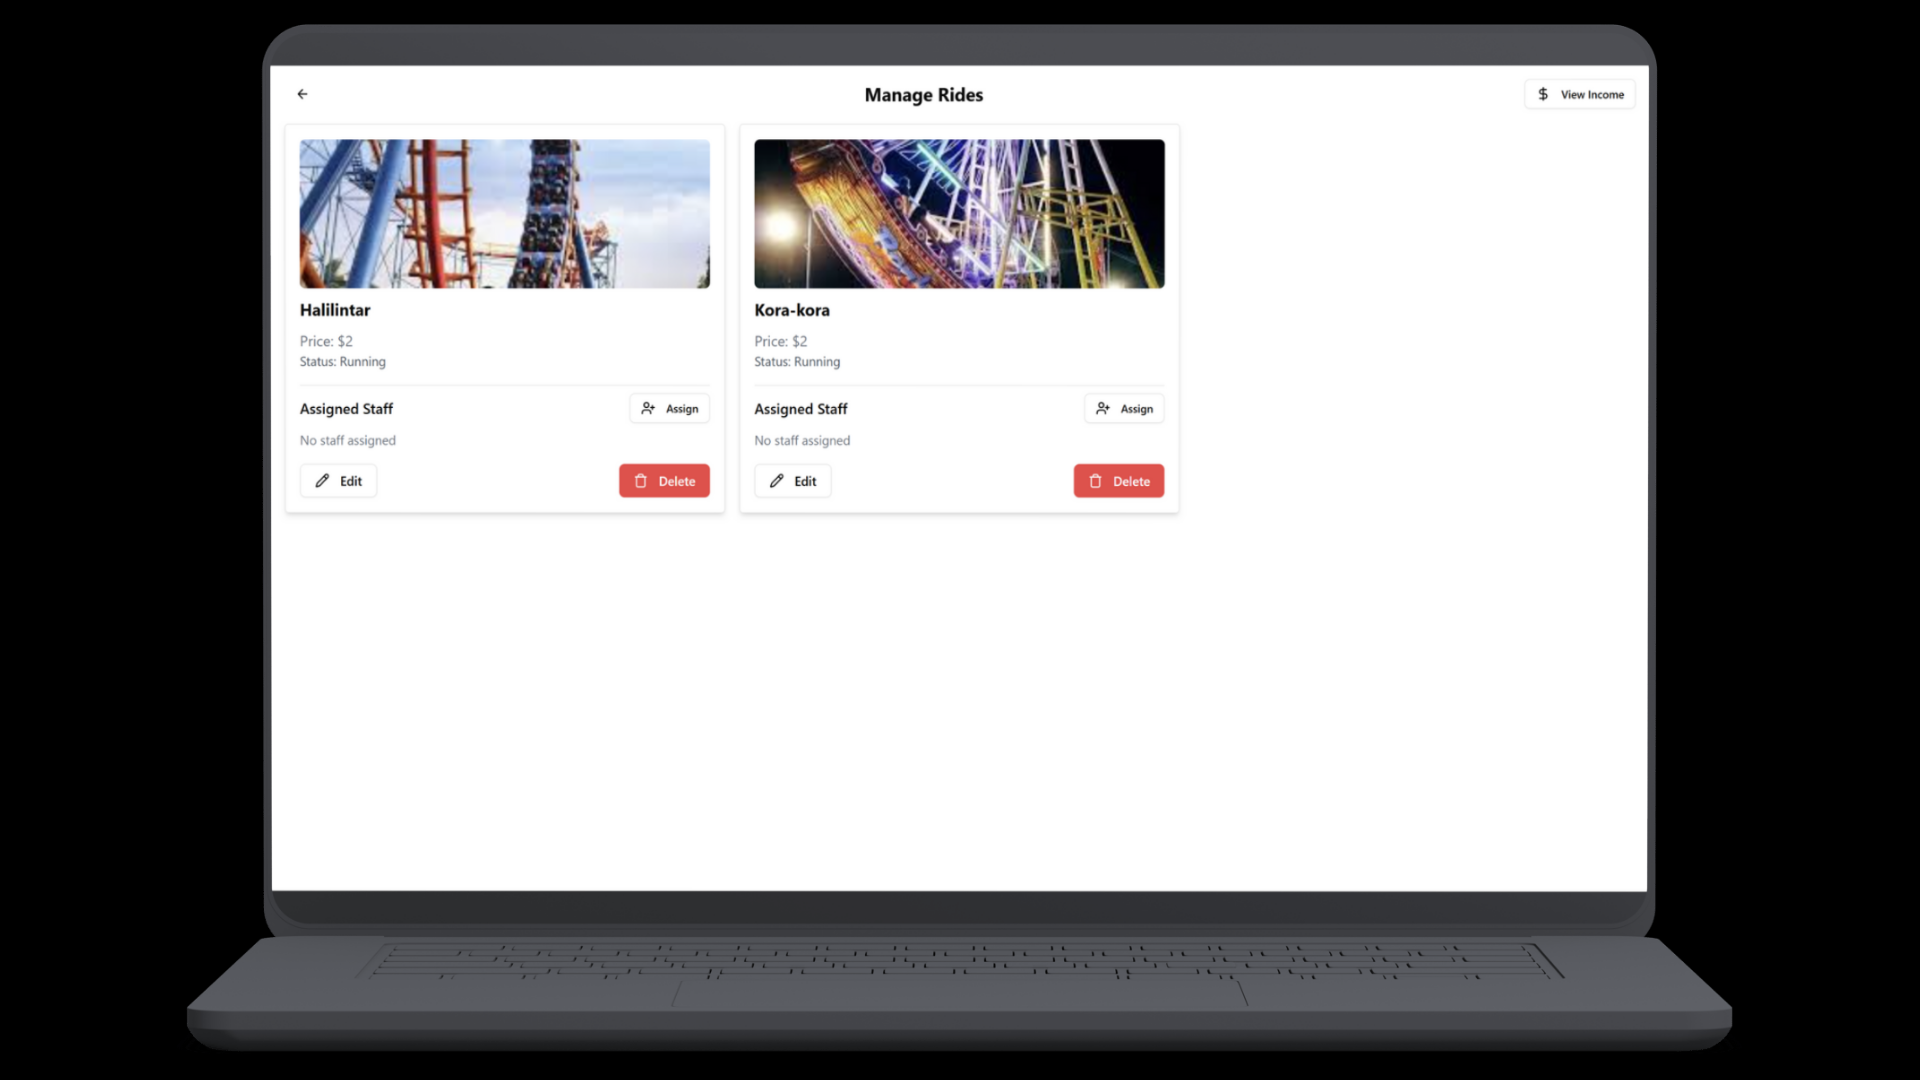 Manage Rides
View Income
Halilintar
Price: $2
Status: Running
Assigned Staff
Assign
No staff assigned
Edit
Delete
Kora-kora
Price: $2
Status: Running
Assigned Staff
Assign
No staff assigned
Edit
Delete